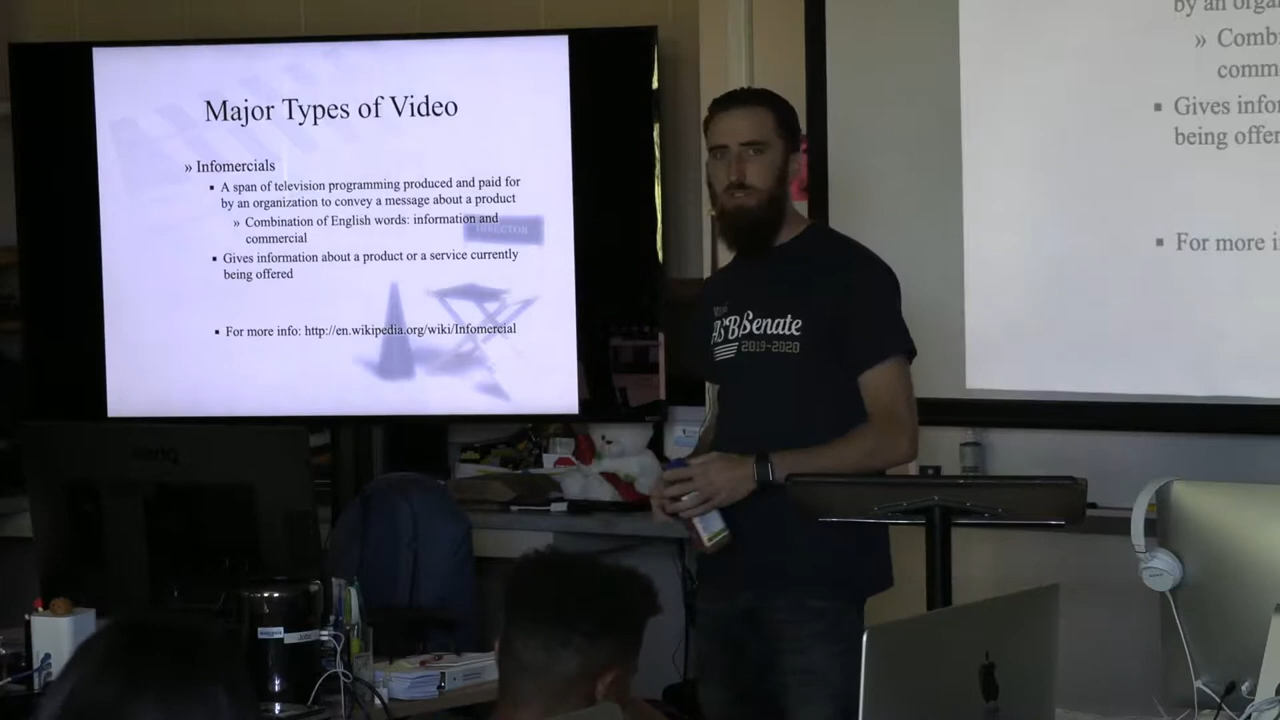 Major Types of Video
» Infomercials
▪ A span of television programming produced and paid for
by an organization to convey a message about a product
» Combination of English words: information and
commercial
▪ Gives information about a product or a service currently
being offered
▪ For more info: http://en.wikipedia.org/wiki/Infomercial
DIRECTOR
ASB Senate
2019-2020
by an orga
» Comb
comm
▪ Gives info
being offer
▪ For more i
BenQ